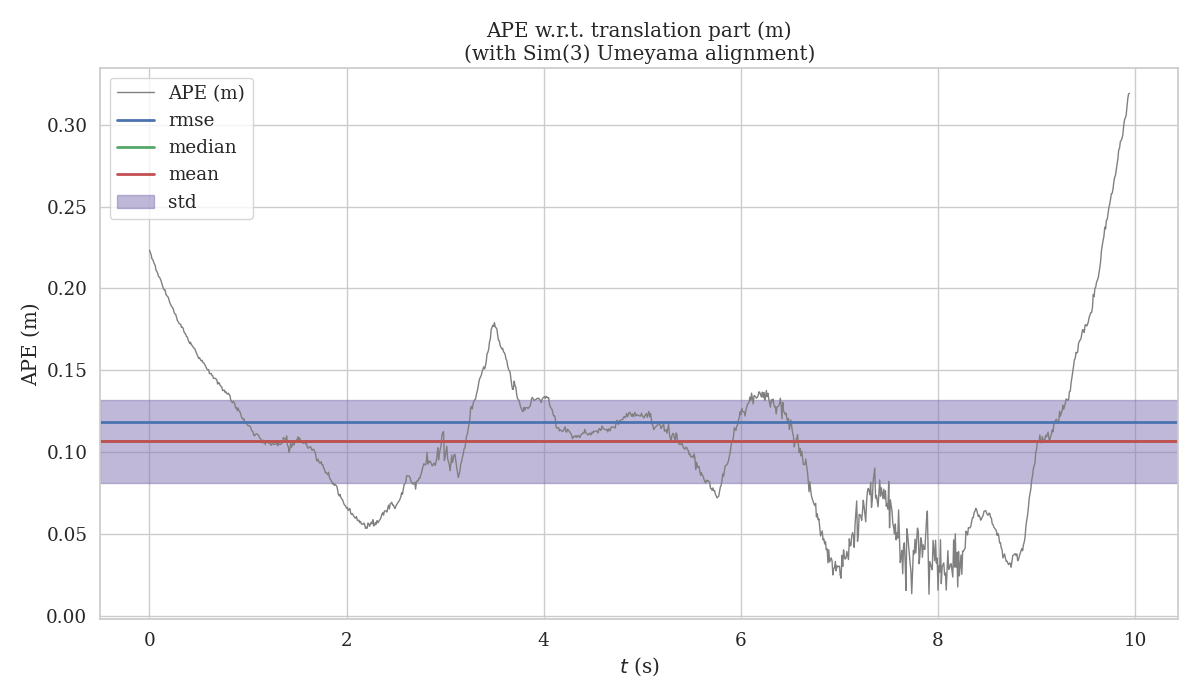 APE w.r.t. translation part (m)
(with Sim(3) Umeyama alignment)
APE (m)
rmse
median
mean
std
APE (m)
0.30
0.25
0.20
0.15
0.10
0.05
0.00
0 2 4 6 8 10
t (s)